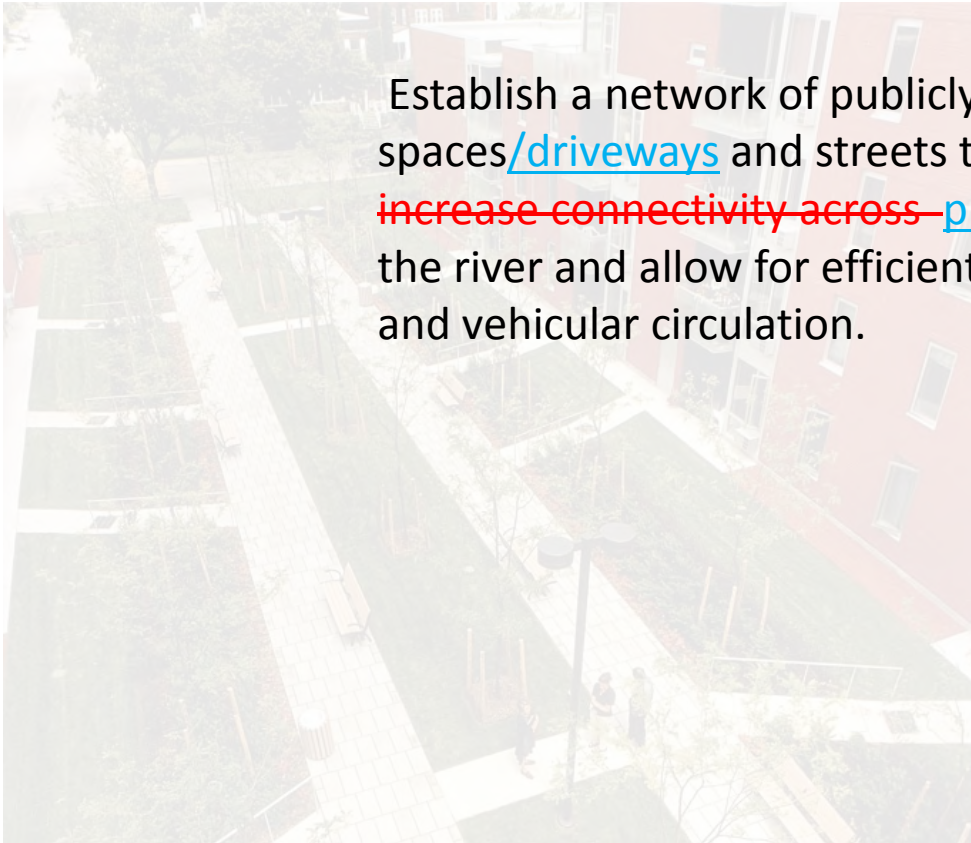 Establish a network of publicly
spaces/driveways and streets t
increase connectivity across p
the river and allow for efficient
and vehicular circulation.